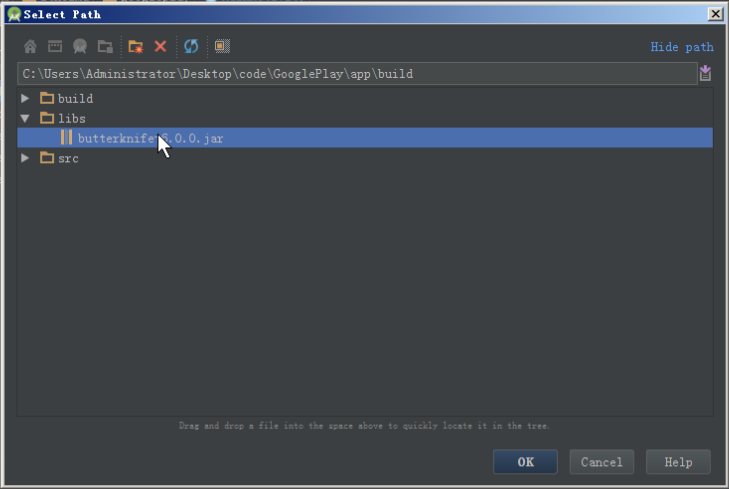 Select Path
Hide path
C:\Users\Administrator\Desktop\code\GooglePlay\app\build
build
libs
butterknife-6.0.0.jar
src
Drag and drop a file into the space above to quickly locate it in the tree.
OK
Cancel
Help